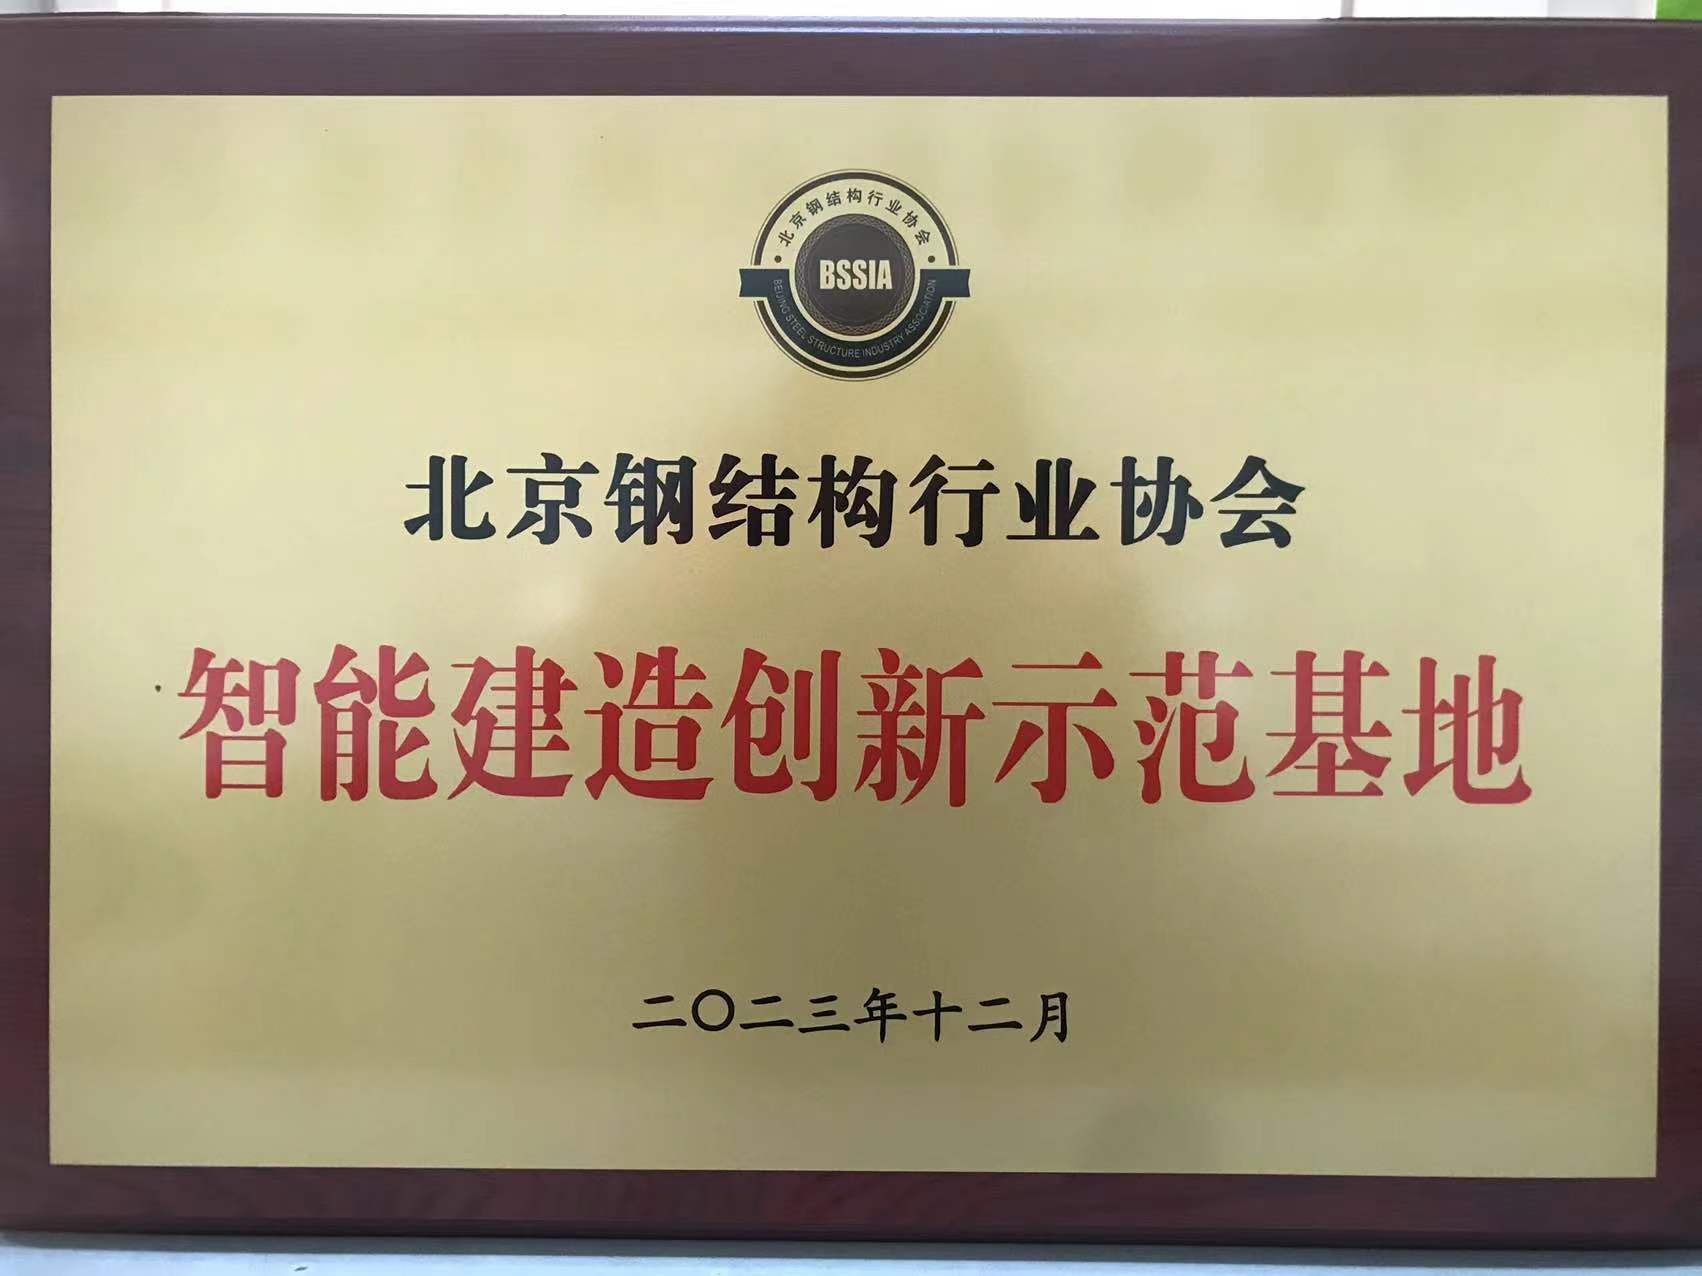 北京钢结构行业协会
BSSIA
BEIJING STEEL STRUCTURE INDUSTRY ASSOCIATION
北京钢结构行业协会
智能建造创新示范基地
二〇二三年十二月